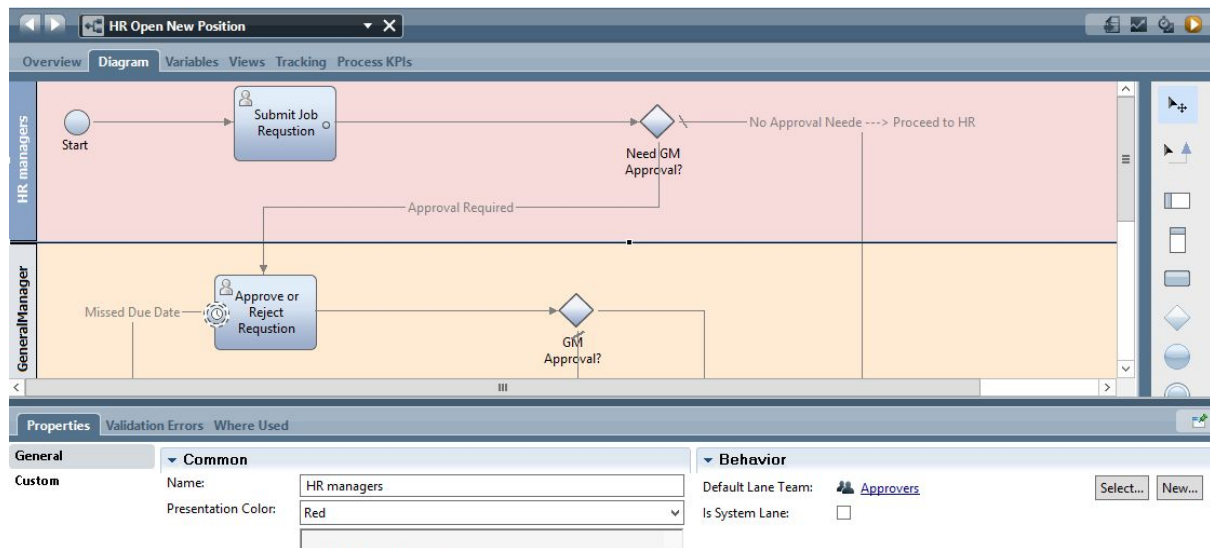 HR Open New Position
Overview Diagram Variables Views Tracking Process KPIs
HR managers
Start
Submit Job
Requstion
Need GM
Approval?
No Approval Neede ---> Proceed to HR
Approval Required
GeneralManager
Missed Due Date
Approve or
Reject
Requstion
GM
Approval?
Properties Validation Errors Where Used
General
Custom
Common
Name: HR managers
Presentation Color: Red
Behavior
Default Lane Team: Approvers Select... New...
Is System Lane: